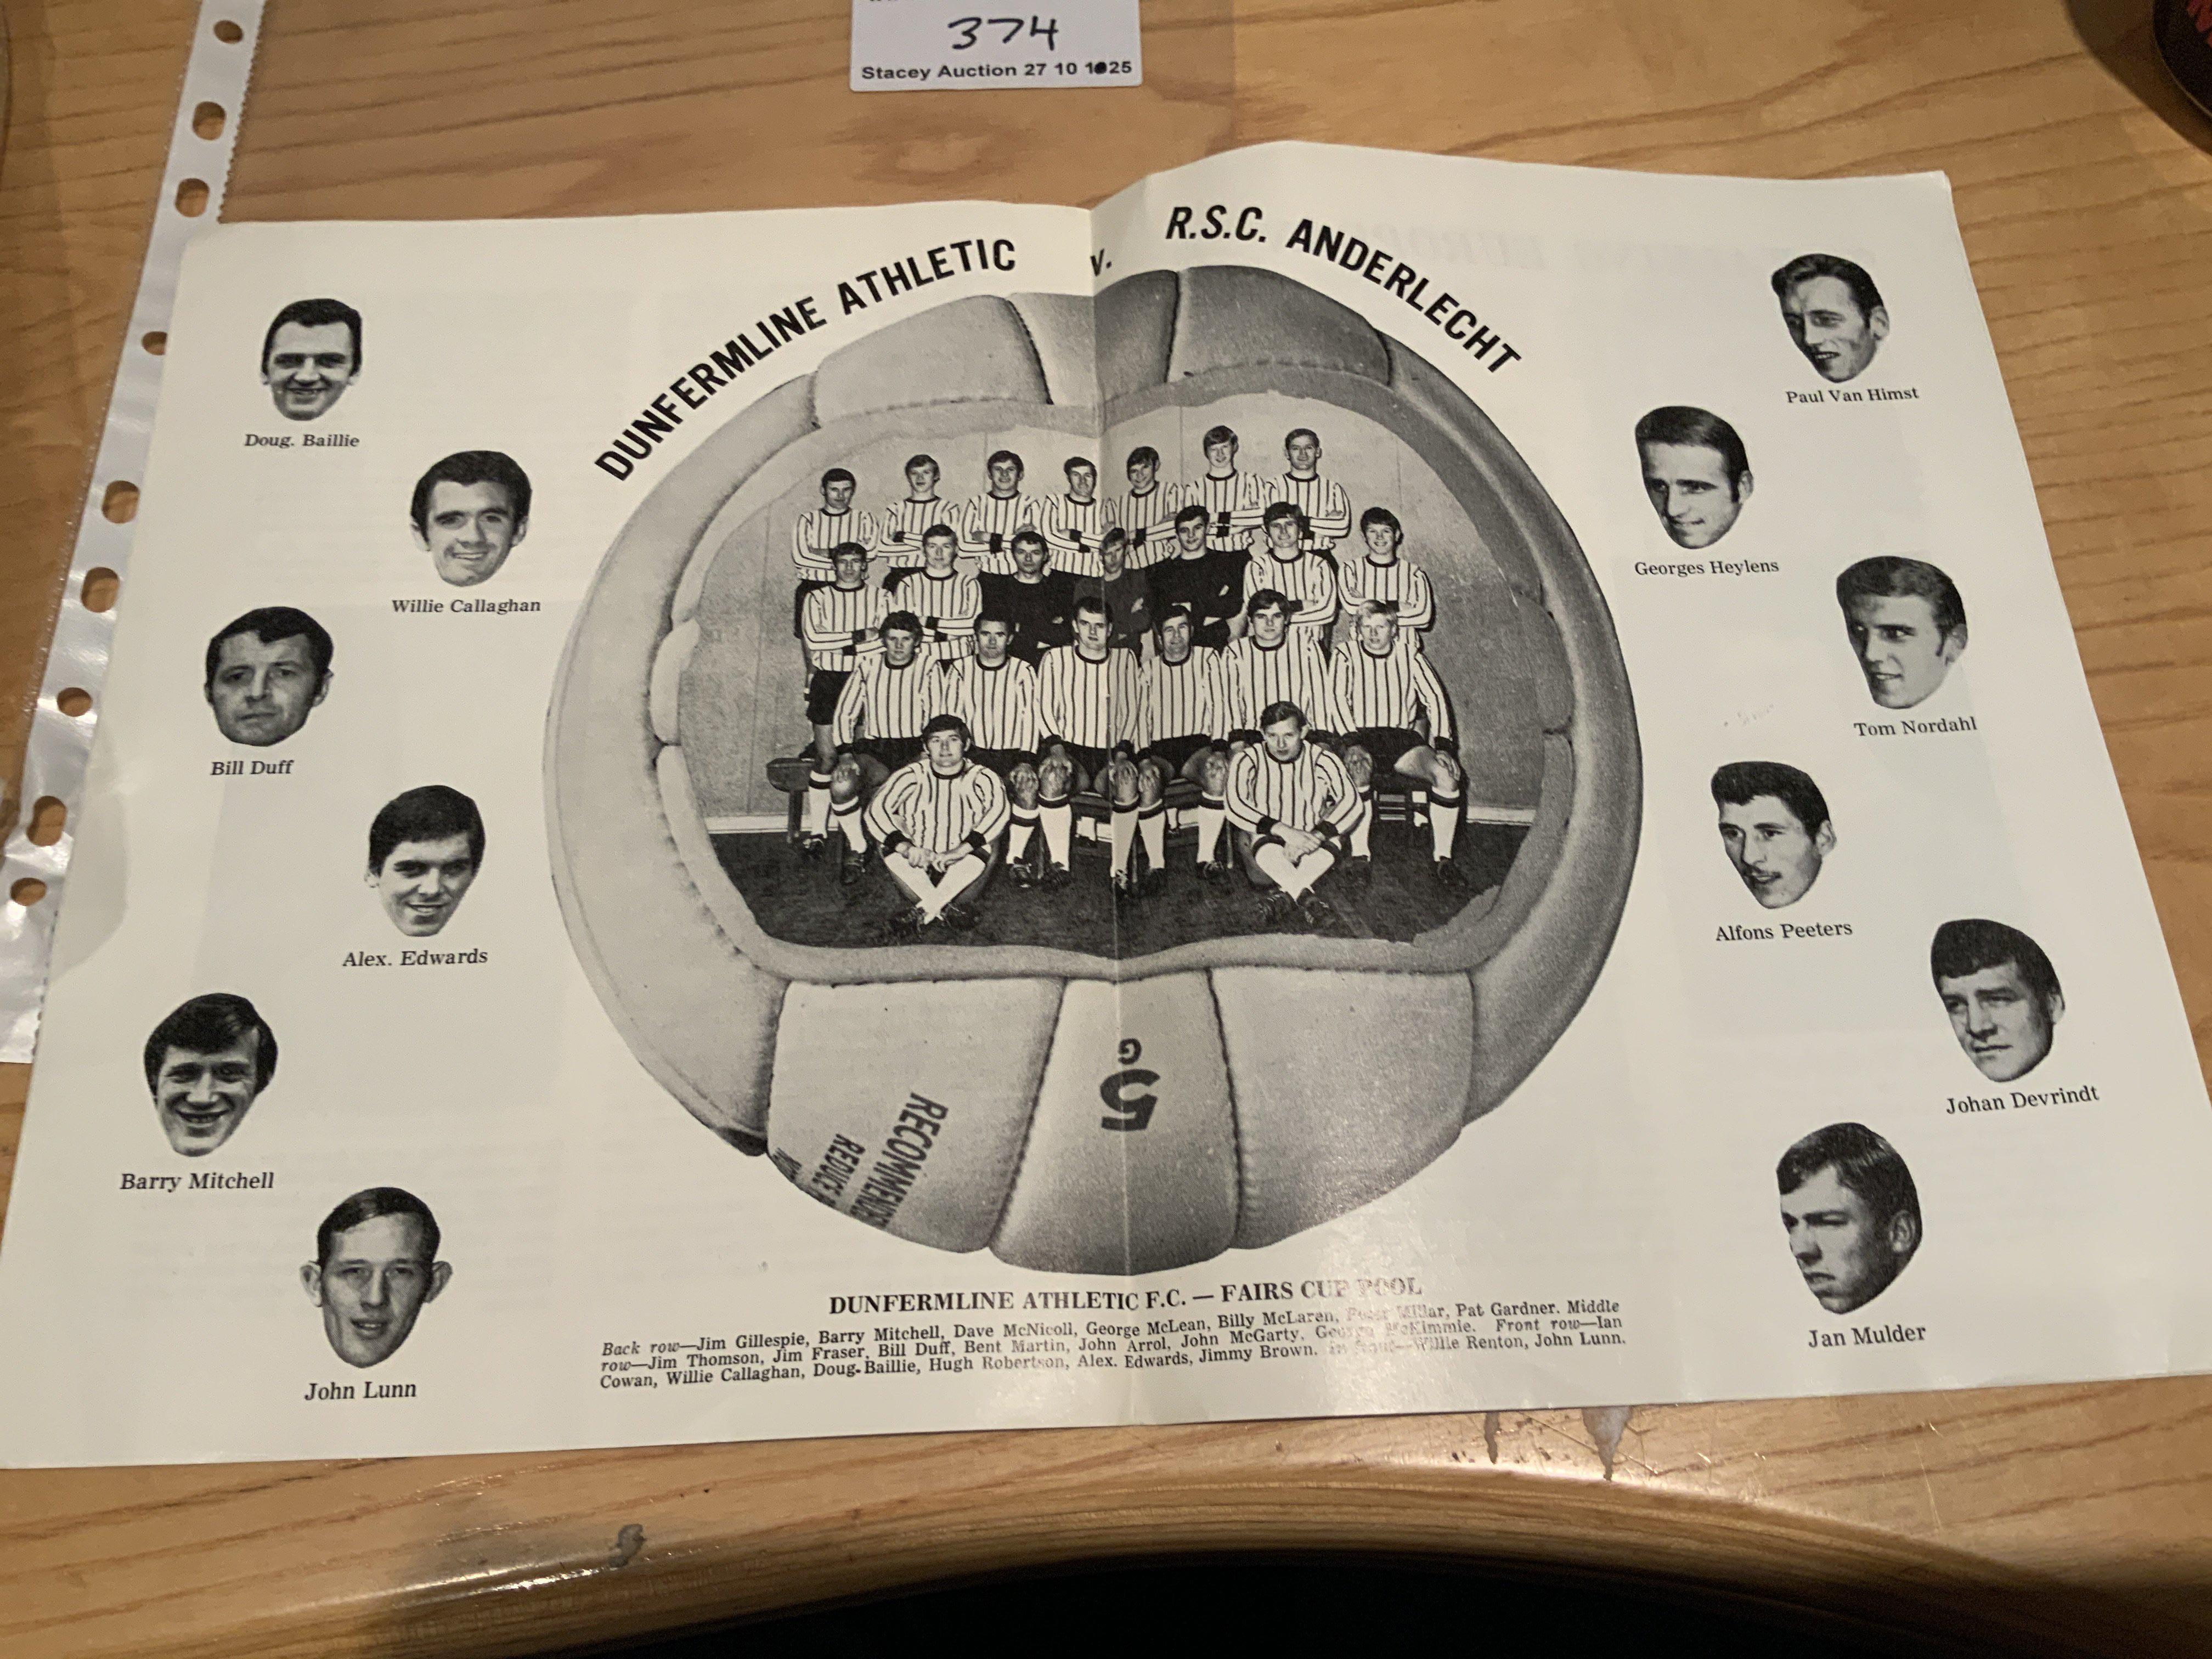 374
Stacey Auction 27 10 1025
DUNFERMLINE ATHLETIC v. R.S.C. ANDERLECHT
Doug. Baillie
Willie Callaghan
Bill Duff
Alex. Edwards
Barry Mitchell
John Lunn
Paul Van Himst
Georges Heylens
Tom Nordahl
Alfons Peeters
Johan Devrindt
Jan Mulder
G
5
RECOMMENDED
REDUCE
DUNFERMLINE ATHLETIC F.C. — FAIRS CUP POOL
Back row—Jim Gillespie, Barry Mitchell, Dave McNicoll, George McLean, Billy McLaren, Millar, Pat Gardner. Middle
row—Jim Thomson, Jim Fraser, Bill Duff, Bent Martin, John Arrol, John McGarty, George McKimmie. Front row—Ian
Cowan, Willie Callaghan, Doug. Baillie, Hugh Robertson, Alex. Edwards, Jimmy Brown. Willie Renton, John Lunn.